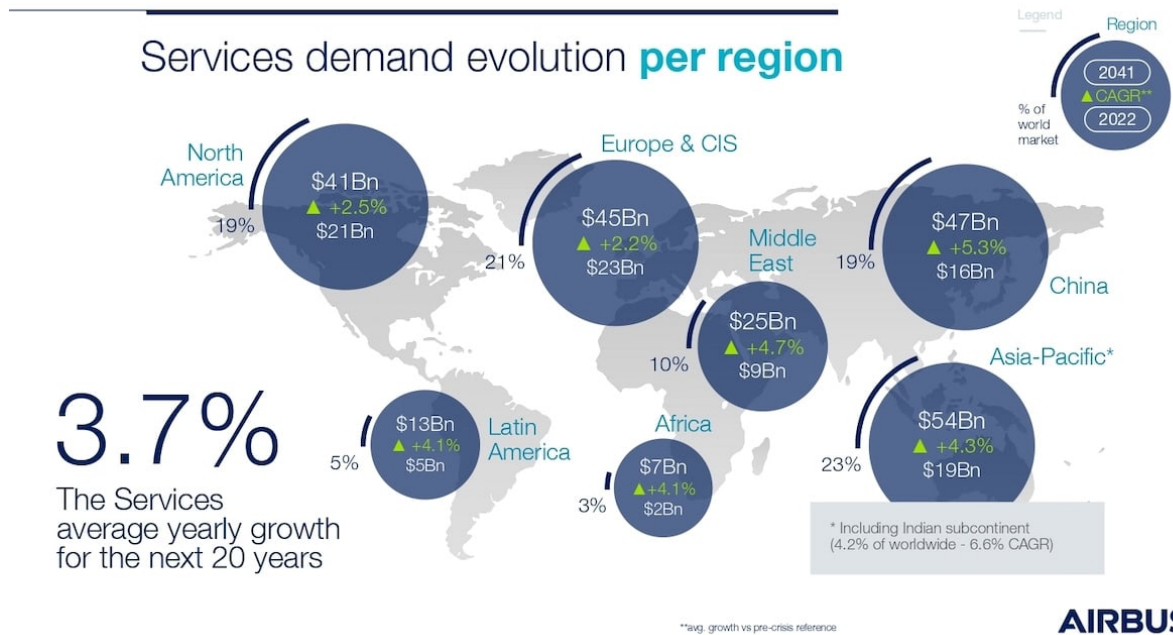 Services demand evolution per region
Legend
Region
2041
▲ CAGR**
2022
% of
world
market
North
America
19%
$41Bn
▲ +2.5%
$21Bn
Europe & CIS
21%
$45Bn
▲ +2.2%
$23Bn
Middle
East
10%
$25Bn
▲ +4.7%
$9Bn
19%
$47Bn
▲ +5.3%
$16Bn
China
Asia-Pacific*
23%
$54Bn
▲ +4.3%
$19Bn
Latin
America
5%
$13Bn
▲ +4.1%
$5Bn
Africa
3%
$7Bn
▲ +4.1%
$2Bn
3.7%
The Services
average yearly growth
for the next 20 years
* Including Indian subcontinent
(4.2% of worldwide - 6.6% CAGR)
**avg. growth vs pre-crisis reference
AIRBUS